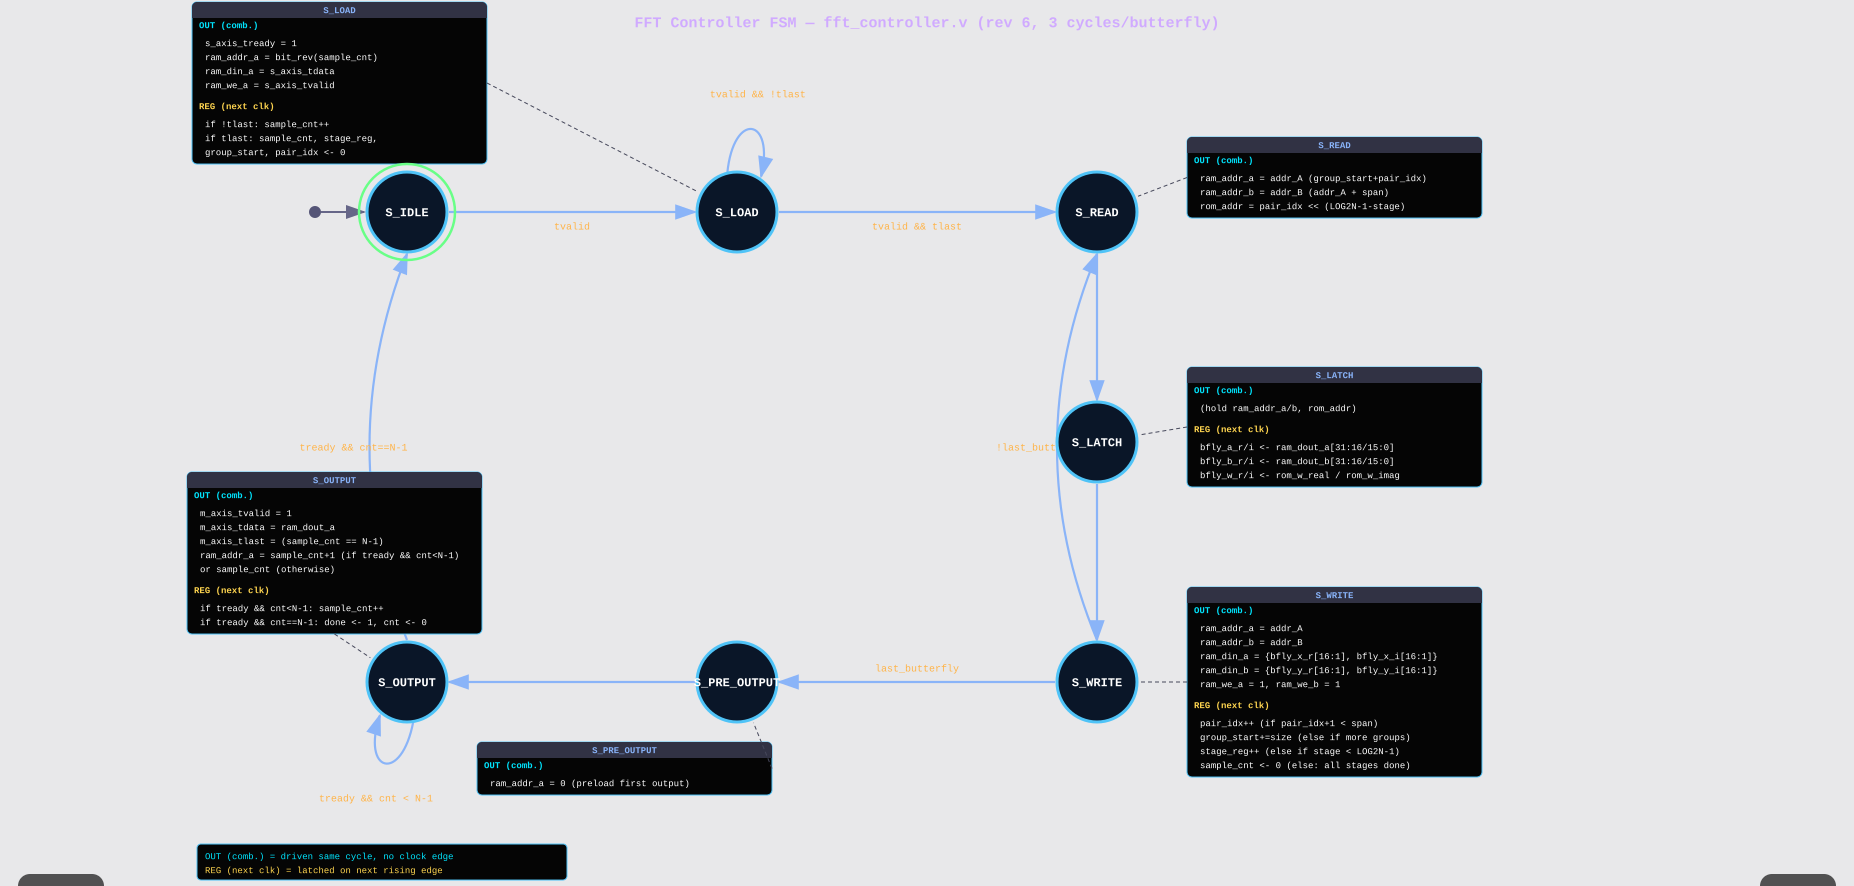 FFT Controller FSM — fft_controller.v (rev 6, 3 cycles/butterfly)
S_LOAD
OUT (comb.)
s_axis_tready = 1
ram_addr_a = bit_rev(sample_cnt)
ram_din_a = s_axis_tdata
ram_we_a = s_axis_tvalid
REG (next clk)
if !tlast: sample_cnt++
if tlast: sample_cnt, stage_reg,
group_start, pair_idx <- 0
tvalid && !tlast
S_READ
OUT (comb.)
ram_addr_a = addr_A (group_start+pair_idx)
ram_addr_b = addr_B (addr_A + span)
rom_addr = pair_idx << (LOG2N-1-stage)
S_IDLE
tvalid
S_LOAD
tvalid && tlast
S_READ
S_LATCH
OUT (comb.)
(hold ram_addr_a/b, rom_addr)
REG (next clk)
bfly_a_r/i <- ram_dout_a[31:16/15:0]
bfly_b_r/i <- ram_dout_b[31:16/15:0]
bfly_w_r/i <- rom_w_real / rom_w_imag
tready && cnt==N-1
!last_butt
S_LATCH
S_OUTPUT
OUT (comb.)
m_axis_tvalid = 1
m_axis_tdata = ram_dout_a
m_axis_tlast = (sample_cnt == N-1)
ram_addr_a = sample_cnt+1 (if tready && cnt<N-1)
or sample_cnt (otherwise)
REG (next clk)
if tready && cnt<N-1: sample_cnt++
if tready && cnt==N-1: done <- 1, cnt <- 0
S_WRITE
OUT (comb.)
ram_addr_a = addr_A
ram_addr_b = addr_B
ram_din_a = {bfly_x_r[16:1], bfly_x_i[16:1]}
ram_din_b = {bfly_y_r[16:1], bfly_y_i[16:1]}
ram_we_a = 1, ram_we_b = 1
REG (next clk)
pair_idx++ (if pair_idx+1 < span)
group_start+=size (else if more groups)
stage_reg++ (else if stage < LOG2N-1)
sample_cnt <- 0 (else: all stages done)
S_OUTPUT
S_PRE_OUTPUT
last_butterfly
S_WRITE
S_PRE_OUTPUT
OUT (comb.)
ram_addr_a = 0 (preload first output)
tready && cnt < N-1
OUT (comb.) = driven same cycle, no clock edge
REG (next clk) = latched on next rising edge